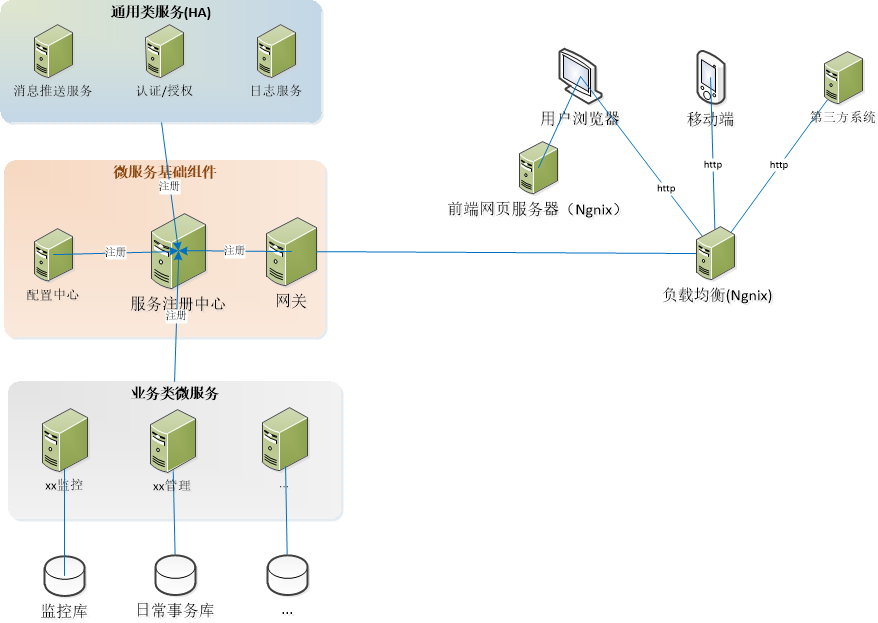 通用类服务(HA)
消息推送服务
认证/授权
日志服务
用户浏览器
移动端
第三方系统
微服务基础组件
注册
http
http
http
前端网页服务器（Ngnix）
注册
注册
配置中心
服务注册中心
网关
负载均衡(Ngnix)
注册
业务类微服务
xx监控
xx管理
...
监控库
日常事务库
...